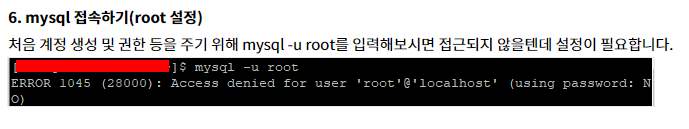 6. mysql 접속하기(root 설정)
처음 계정 생성 및 권한 등을 주기 위해 mysql -u root를 입력해보시면 접근되지 않을텐데 설정이 필요합니다.
[ ]$ mysql -u root
ERROR 1045 (28000): Access denied for user 'root'@'localhost' (using password: N
O)